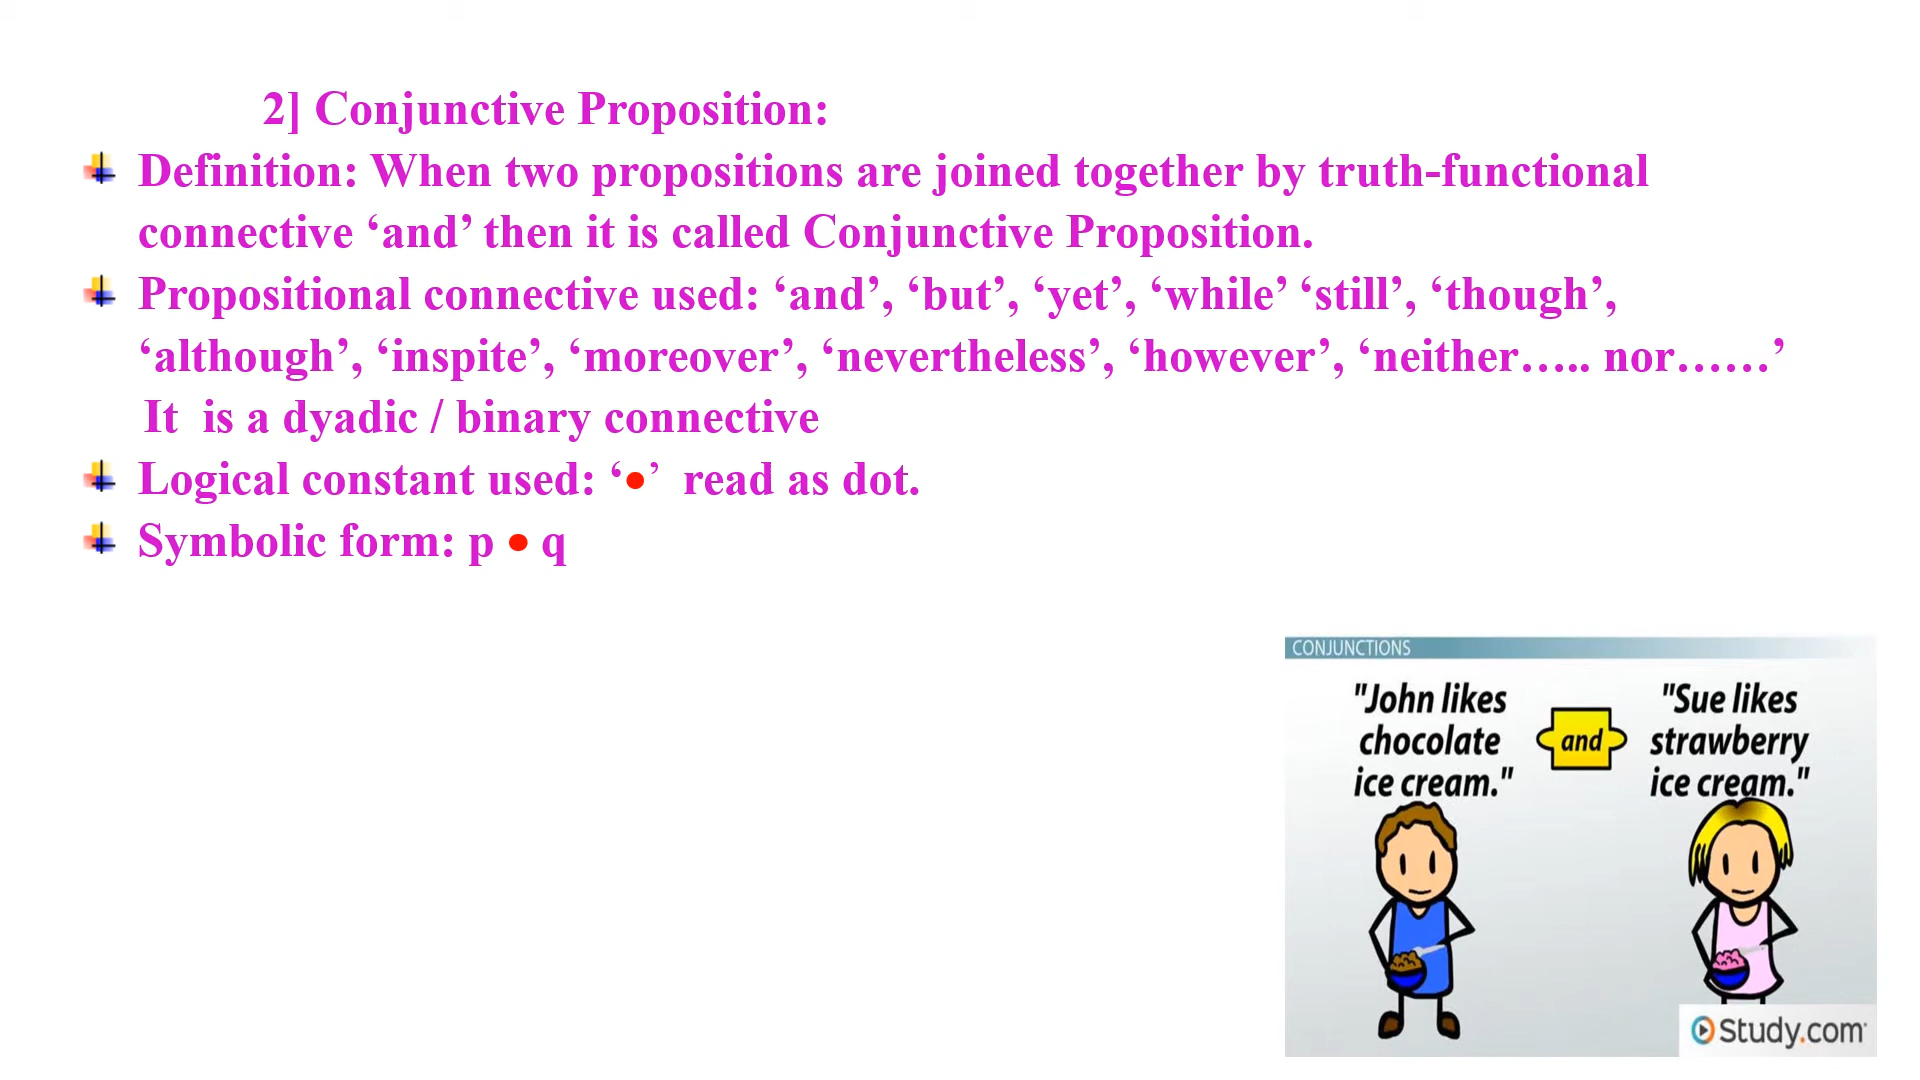 2] Conjunctive Proposition:
Definition: When two propositions are joined together by truth-functional
connective ‘and’ then it is called Conjunctive Proposition.
Propositional connective used: ‘and’, ‘but’, ‘yet’, ‘while’ ‘still’, ‘though’,
‘although’, ‘inspite’, ‘moreover’, ‘nevertheless’, ‘however’, ‘neither….. nor……’
It  is a dyadic / binary connective
Logical constant used: ‘•’  read as dot.
Symbolic form: p • q
CONJUNCTIONS
"John likes
chocolate
ice cream."
and
"Sue likes
strawberry
ice cream."
Study.com